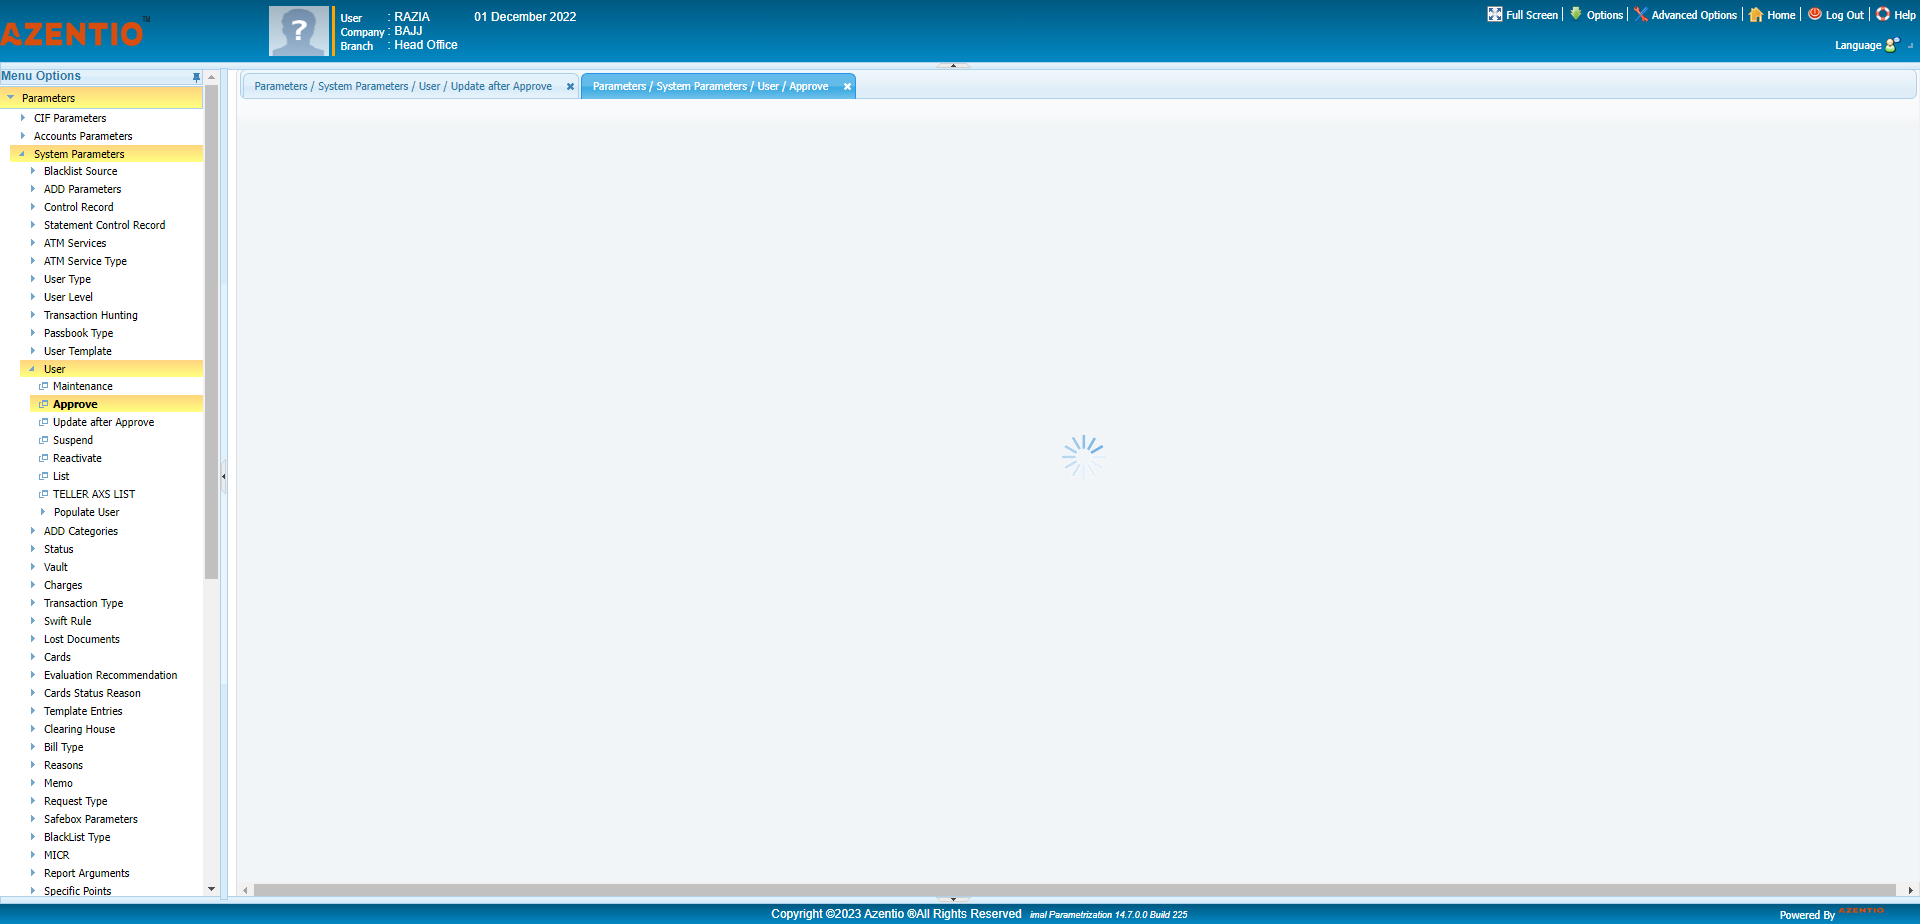 AZENTIO™
User : RAZIA 01 December 2022
Company : BAJJ
Branch : Head Office
Full Screen
Options
Advanced Options
Home
Log Out
Help
Language
Menu Options
Parameters / System Parameters / User / Update after Approve
Parameters / System Parameters / User / Approve
Parameters
CIF Parameters
Accounts Parameters
System Parameters
Blacklist Source
ADD Parameters
Control Record
Statement Control Record
ATM Services
ATM Service Type
User Type
User Level
Transaction Hunting
Passbook Type
User Template
User
Maintenance
Approve
Update after Approve
Suspend
Reactivate
List
TELLER AXS LIST
Populate User
ADD Categories
Status
Vault
Charges
Transaction Type
Swift Rule
Lost Documents
Cards
Evaluation Recommendation
Cards Status Reason
Template Entries
Clearing House
Bill Type
Reasons
Memo
Request Type
Safebox Parameters
BlackList Type
MICR
Report Arguments
Specific Points
Copyright ©2023 Azentio ®All Rights Reserved imal Parametrization 14.7.0.0 Build 225
Powered By AZENTIO